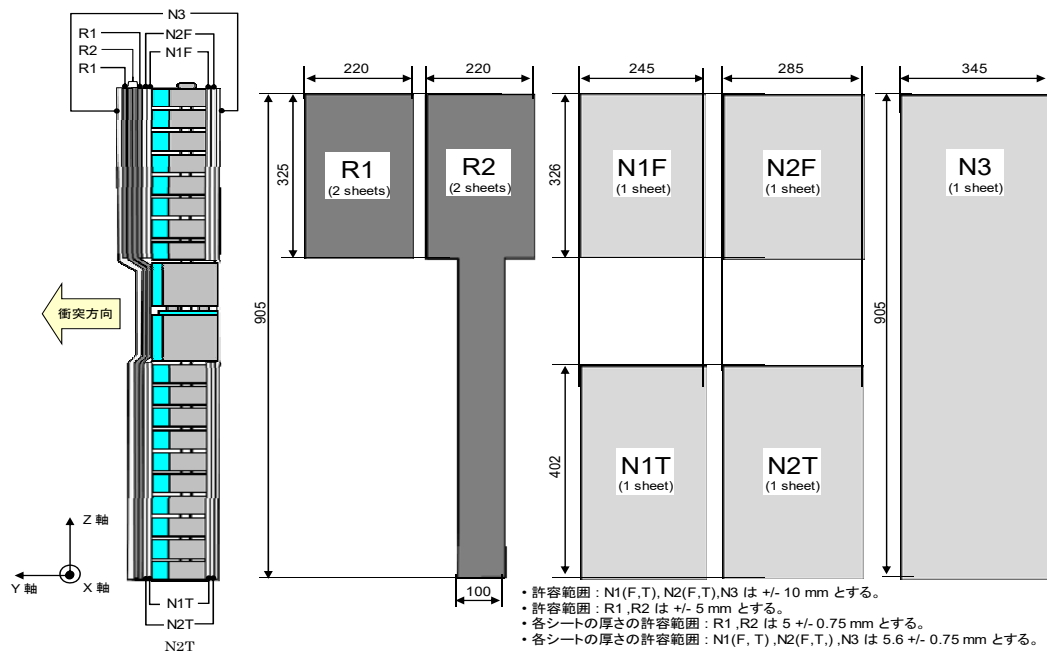 N3
R1
N2F
R2
N1F
R1
220
220
245
285
345
325
905
326
905
R1
(2 sheets)
R2
(2 sheets)
N1F
(1 sheet)
N2F
(1 sheet)
N3
(1 sheet)
衝突方向
402
N1T
(1 sheet)
N2T
(1 sheet)
Z 軸
Y 軸
X 軸
N1T
N2T
N2T
100
・許容範囲 : N1(F,T), N2(F,T),N3 は +/- 10 mm とする。
・許容範囲 : R1 ,R2 は +/- 5 mm とする。
・各シートの厚さの許容範囲 : R1 ,R2 は 5 +/- 0.75 mm とする。
・各シートの厚さの許容範囲 : N1(F, T) ,N2(F,T,) ,N3 は 5.6 +/- 0.75 mm とする。